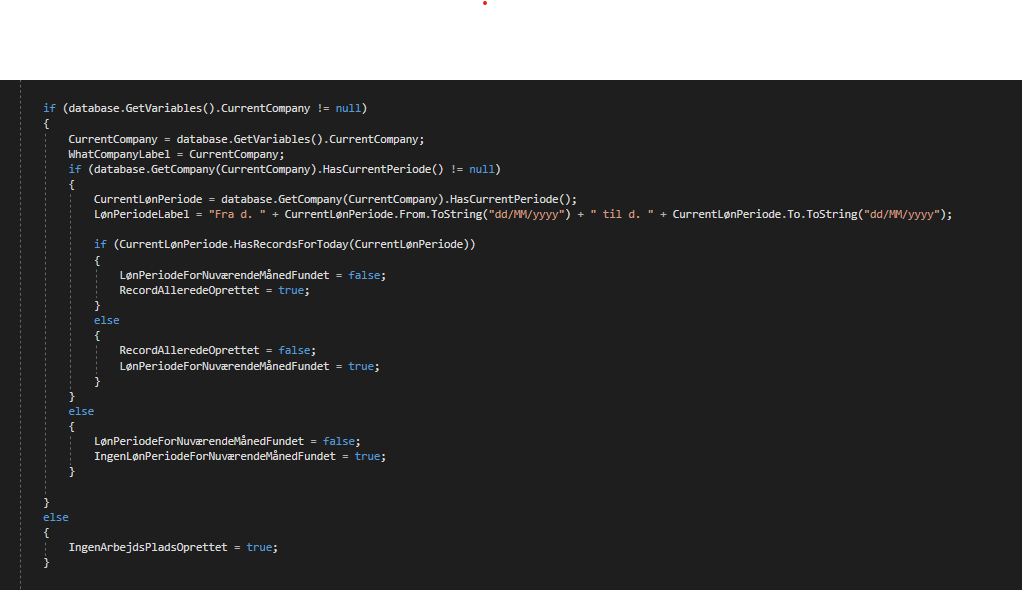 if (database.GetVariables().CurrentCompany != null)
{
CurrentCompany = database.GetVariables().CurrentCompany;
WhatCompanyLabel = CurrentCompany;
if (database.GetCompany(CurrentCompany).HasCurrentPeriode() != null)
{
CurrentLønPeriode = database.GetCompany(CurrentCompany).HasCurrentPeriode();
LønPeriodeLabel = "Fra d. " + CurrentLønPeriode.From.ToString("dd/MM/yyyy") + " til d. " + CurrentLønPeriode.To.ToString("dd/MM/yyyy");
if (CurrentLønPeriode.HasRecordsForToday(CurrentLønPeriode))
{
LønPeriodeForNuværendeMånedFundet = false;
RecordAlleredeOprettet = true;
}
else
{
RecordAlleredeOprettet = false;
LønPeriodeForNuværendeMånedFundet = true;
}
}
else
{
LønPeriodeForNuværendeMånedFundet = false;
IngenLønPeriodeForNuværendeMånedFundet = true;
}
}
else
{
IngenArbejdsPladsOprettet = true;
}